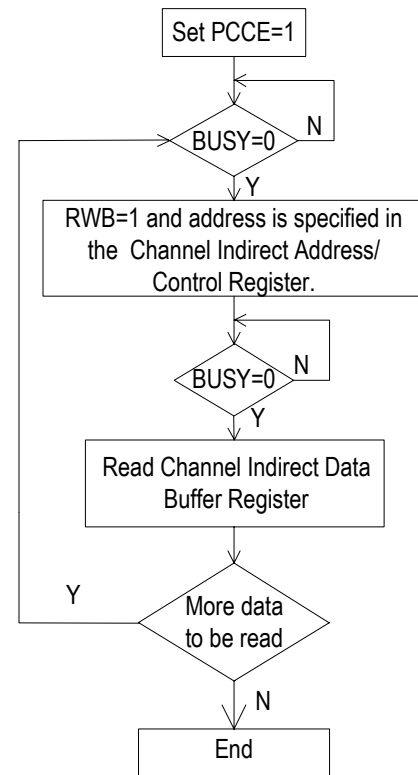 Set PCCE=1
BUSY=0
N
Y
RWB=1 and address is specified in
the Channel Indirect Address/
Control Register.
BUSY=0
N
Y
Read Channel Indirect Data
Buffer Register
Y
More data
to be read
N
End